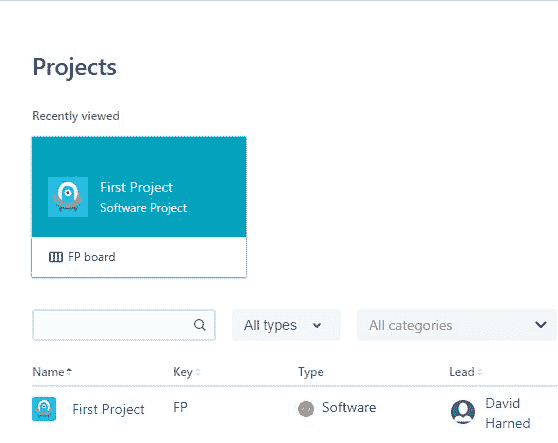 Projects
Recently viewed
First Project
Software Project
FP board
All types
All categories
Name Key Type Lead
First Project FP Software David
Harned